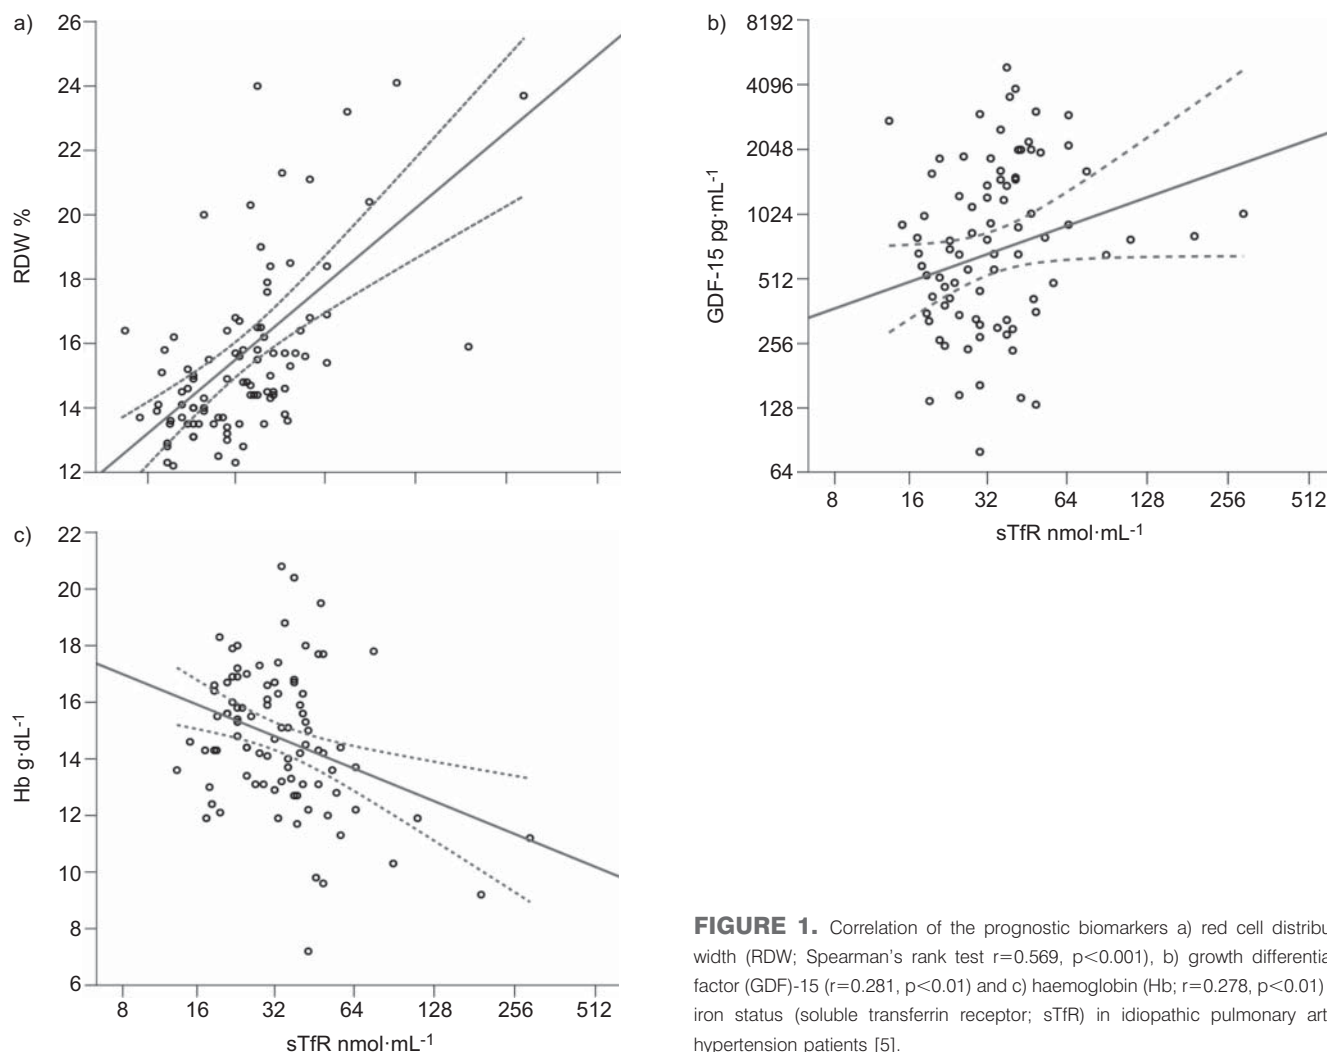 a)
26
24
22
20
18
16
14
12
RDW %
b)
8192
4096
2048
1024
512
256
128
64
GDF-15 pg·mL-1
8 16 32 64 128 256 512
sTfR nmol·mL-1
c)
22
20
18
16
14
12
10
8
6
Hb g·dL-1
8 16 32 64 128 256 512
sTfR nmol·mL-1
FIGURE 1. Correlation of the prognostic biomarkers a) red cell distribu
width (RDW; Spearman's rank test r=0.569, p<0.001), b) growth differentia
factor (GDF)-15 (r=0.281, p<0.01) and c) haemoglobin (Hb; r=0.278, p<0.01)
iron status (soluble transferrin receptor; sTfR) in idiopathic pulmonary art
hypertension patients [5].